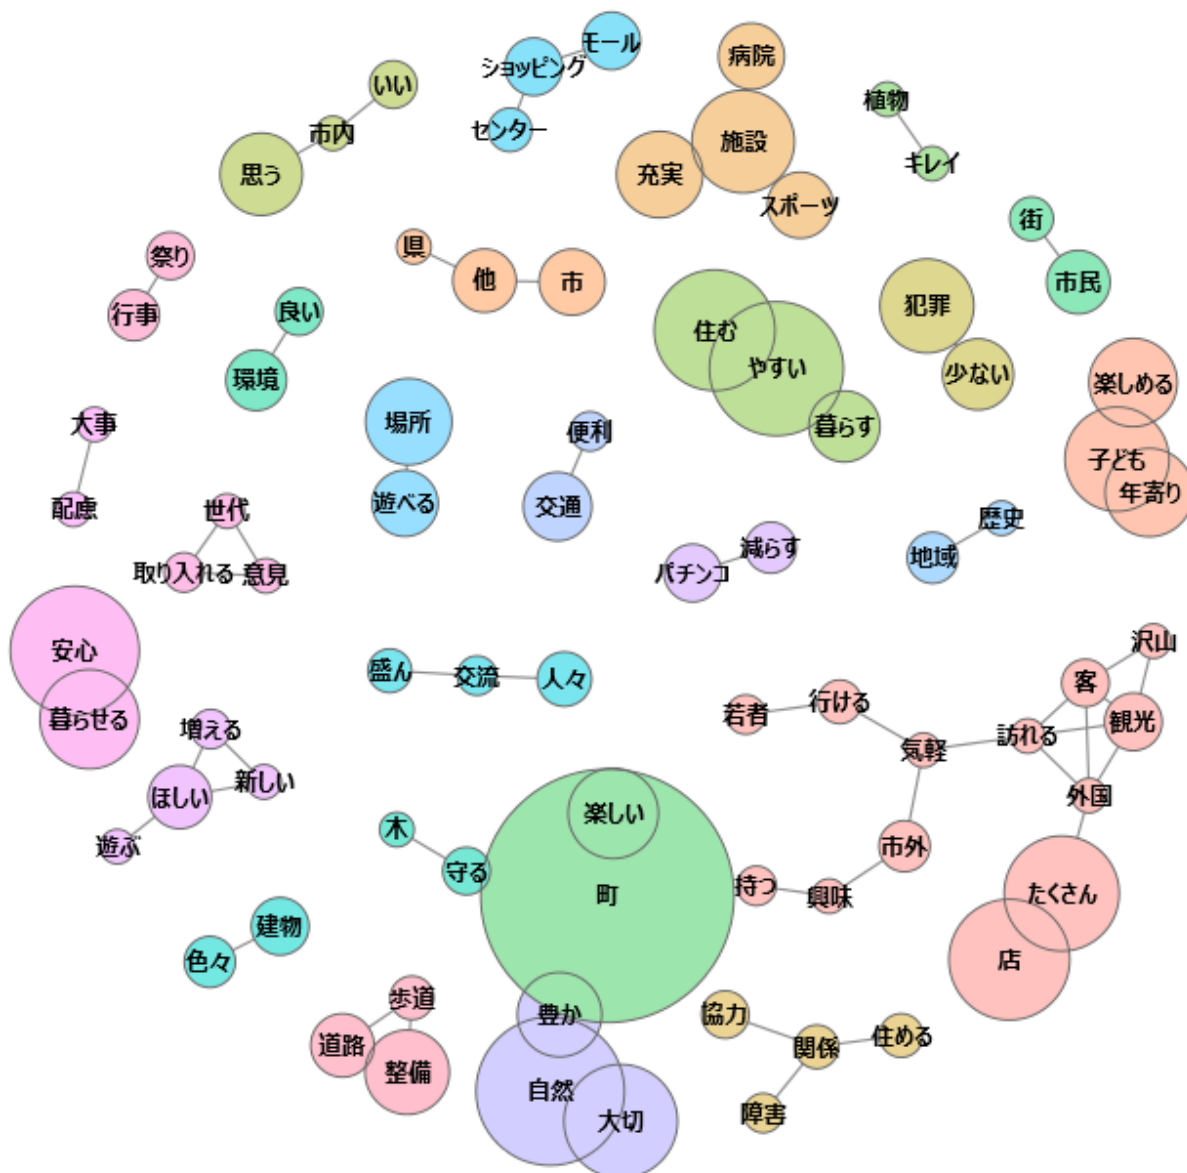 モール
ショッピング
センター
病院
施設
充実
スポーツ
植物
キレイ
いい
市内
思う
街
市民
祭り
行事
県
他
市
良い
環境
住む
やすい
暮らす
犯罪
少ない
楽しめる
子ども
年寄り
大事
配慮
場所
遊べる
便利
交通
世代
取り入れる
意見
減らす
パチンコ
歴史
地域
安心
暮らせる
盛ん
交流
人々
増える
新しい
ほしい
遊ぶ
若者
行ける
気軽
訪れる
客
沢山
観光
外国
市外
興味
持つ
たくさん
店
木
守る
楽しい
町
豊か
自然
大切
建物
色々
歩道
道路
整備
協力
関係
住める
障害